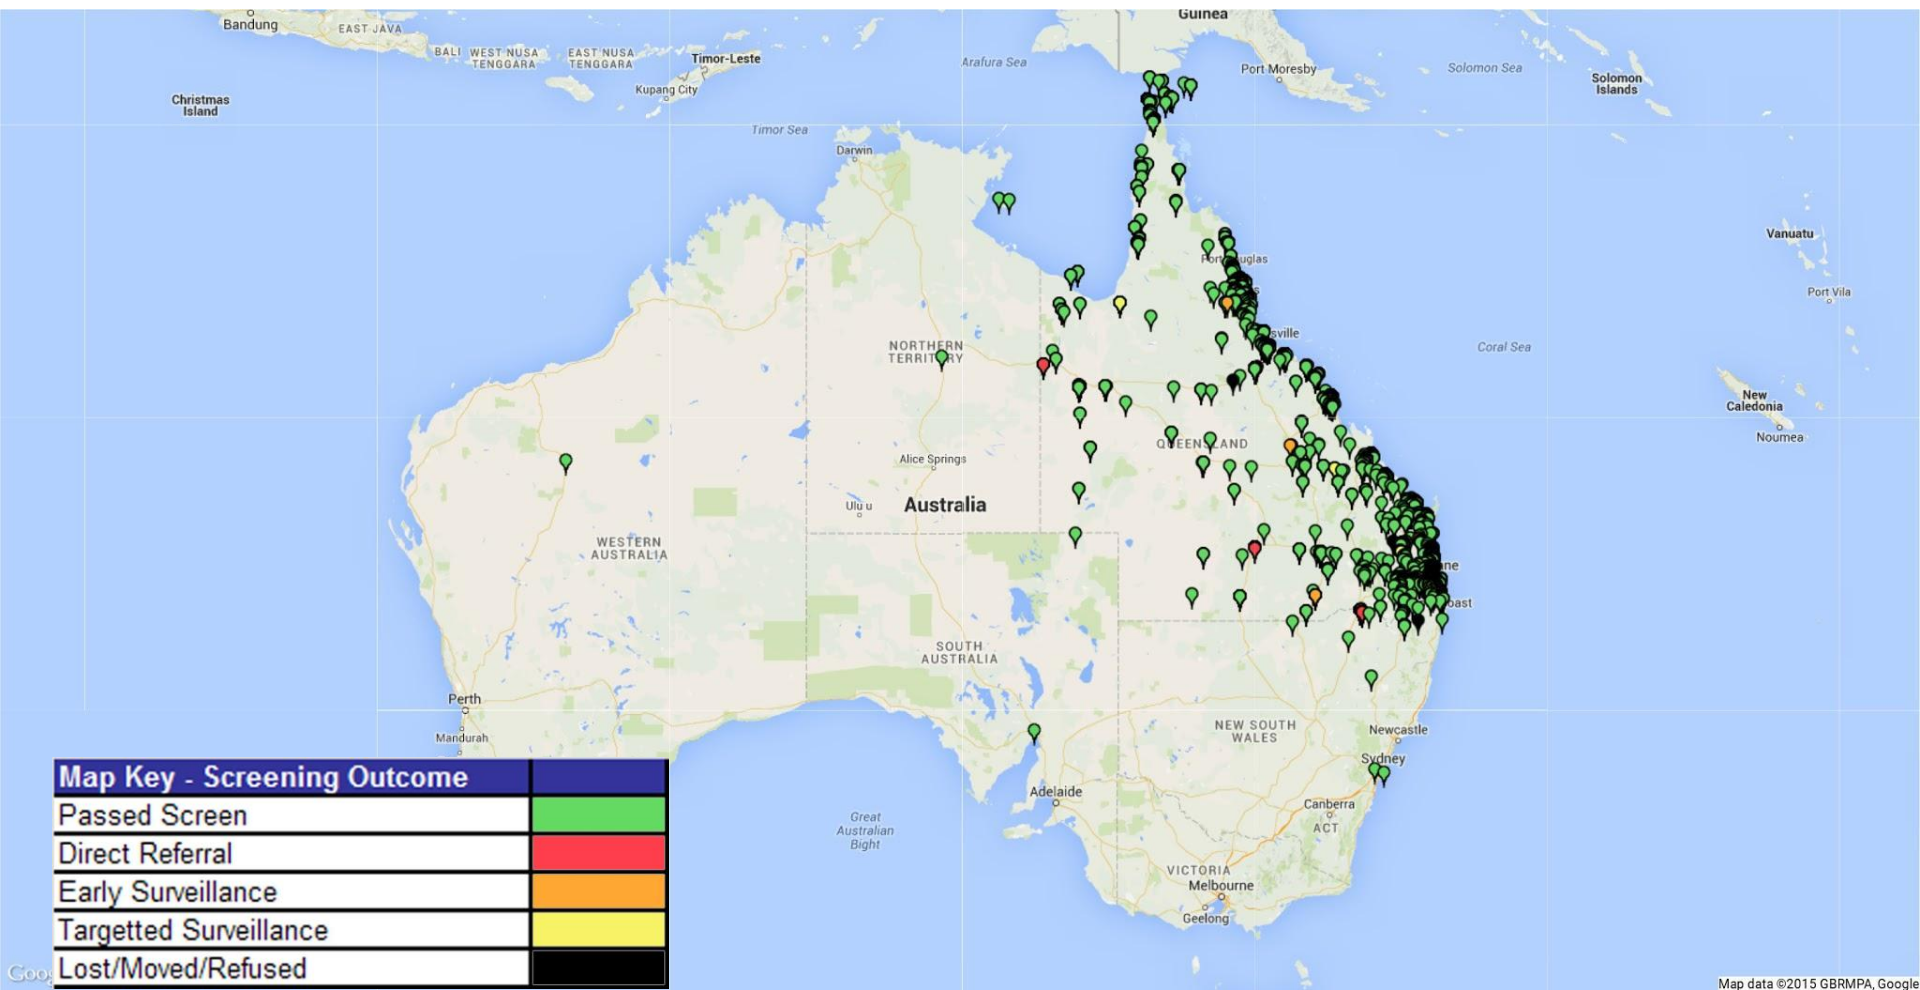 Guinea
Bandung
EAST JAVA
BALI
WEST NUSA
TENGGARA
EAST NUSA
TENGGARA
Timor-Leste
Kupang City
Arafura Sea
Port Moresby
Solomon Sea
Solomon
Islands
Christmas
Island
Timor Sea
Darwin
Vanuatu
Port Vila
NORTHERN
TERRITORY
Coral Sea
New
Caledonia
Noumea
QUEENSLAND
Alice Springs
Australia
Uluu
WESTERN
AUSTRALIA
SOUTH
AUSTRALIA
Perth
Mandurah
NEW SOUTH
WALES
Newcastle
Sydney
Adelaide
Canberra
ACT
Great
Australian
Bight
VICTORIA
Melbourne
Geelong
Map Key - Screening Outcome
Passed Screen
Direct Referral
Early Surveillance
Targetted Surveillance
Lost/Moved/Refused
Map data ©2015 GBRMPA, Google